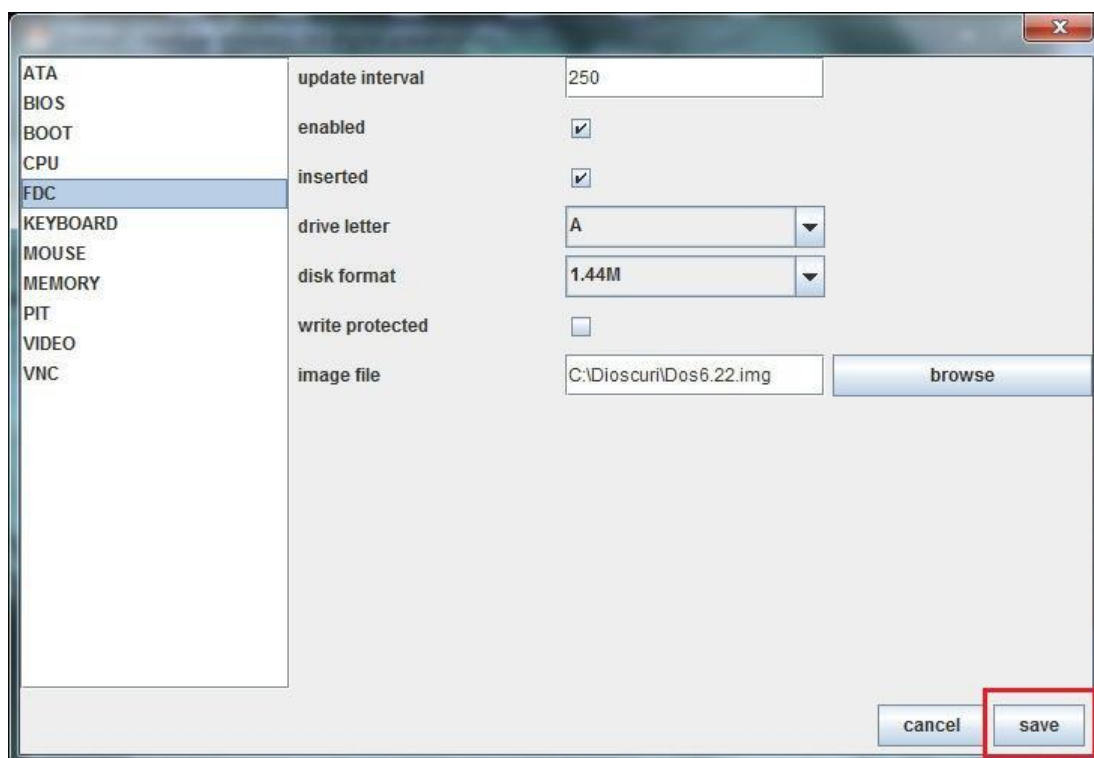 X
ATA
BIOS
BOOT
CPU
FDC
KEYBOARD
MOUSE
MEMORY
PIT
VIDEO
VNC
update interval 250
enabled
inserted
drive letter A
disk format 1.44M
write protected
image file C:\Dioscuri\Dos6.22.img browse
cancel save